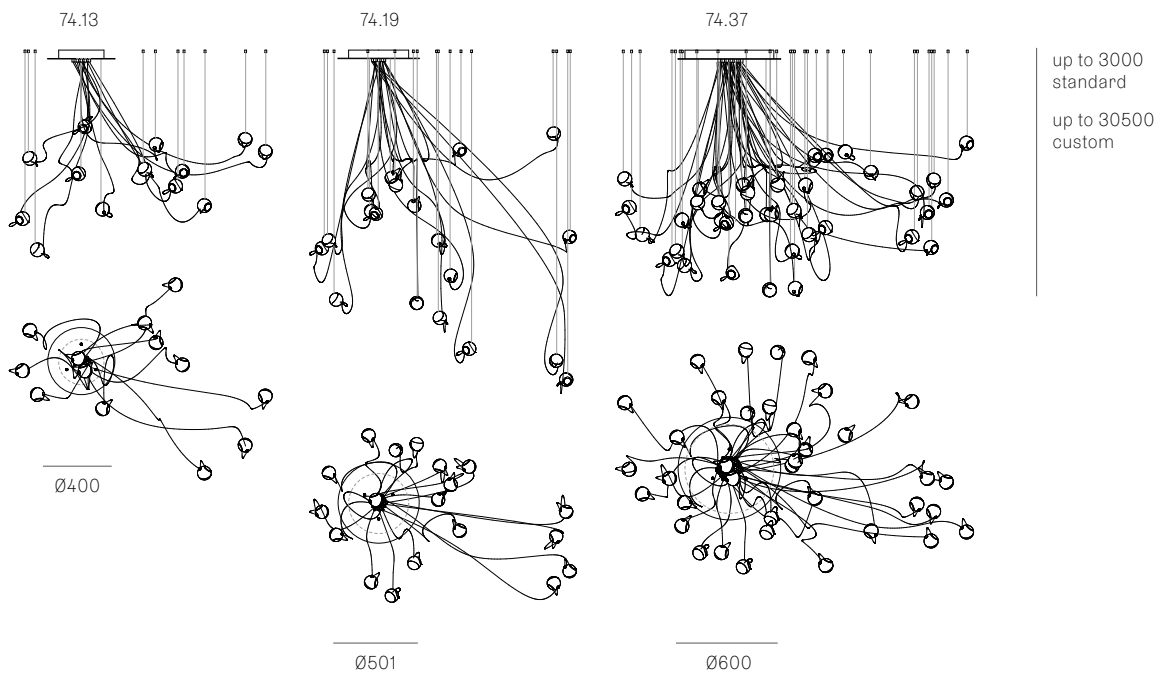 74.13
74.19
74.37
up to 3000
standard
up to 30500
custom
Ø400
Ø501
Ø600